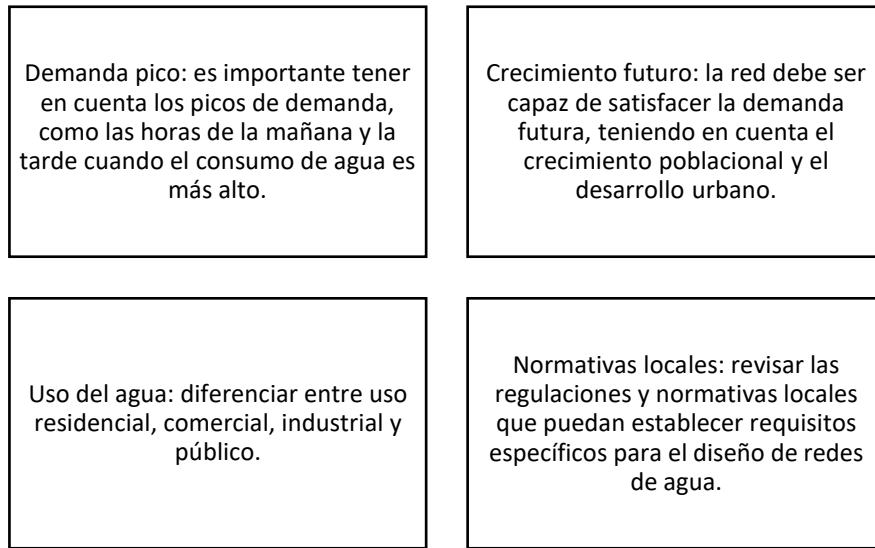 Demanda pico: es importante tener
en cuenta los picos de demanda,
como las horas de la mañana y la
tarde cuando el consumo de agua es
más alto.
Crecimiento futuro: la red debe ser
capaz de satisfacer la demanda
futura, teniendo en cuenta el
crecimiento poblacional y el
desarrollo urbano.
Uso del agua: diferenciar entre uso
residencial, comercial, industrial y
público.
Normativas locales: revisar las
regulaciones y normativas locales
que puedan establecer requisitos
específicos para el diseño de redes
de agua.